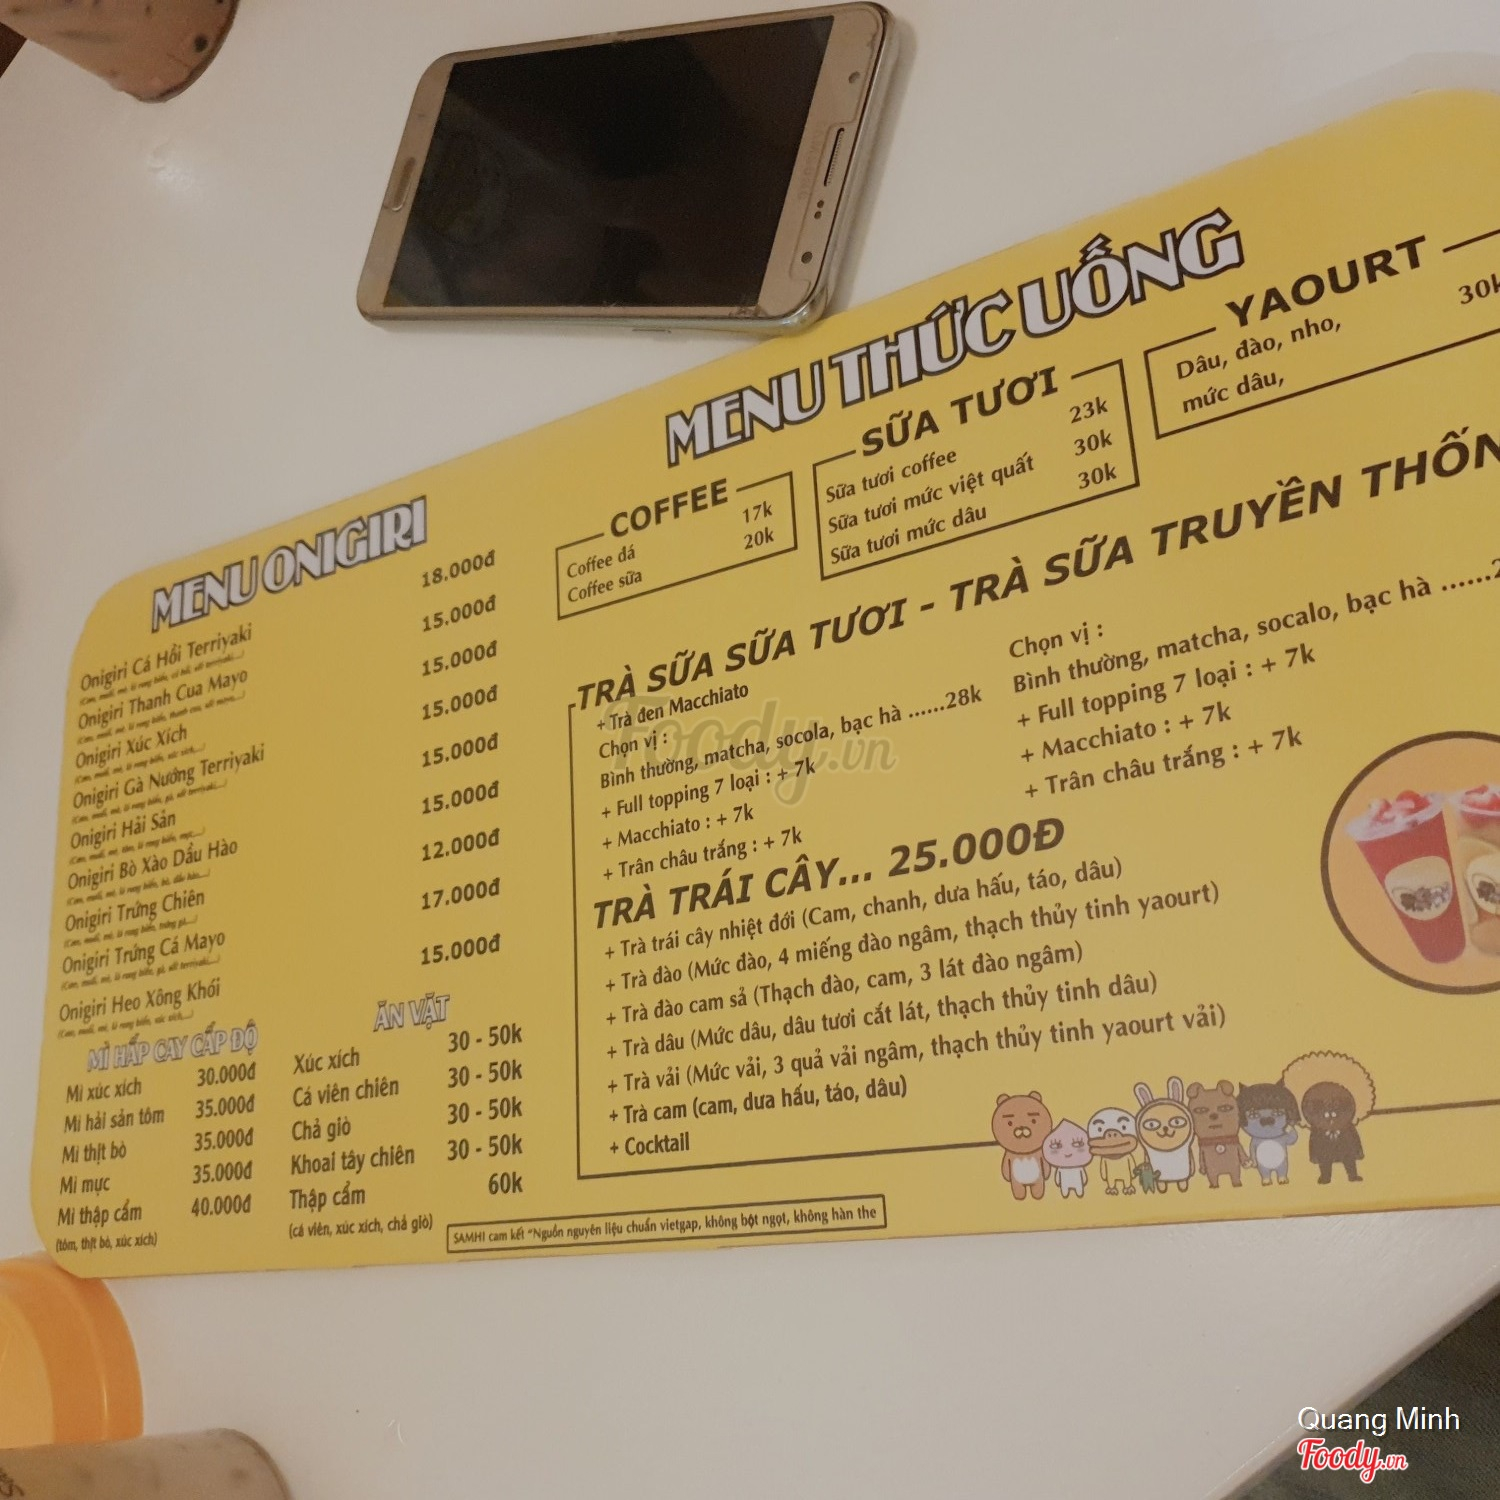 SAMSUNG
MENU ONIGIRI
Onigiri Cá Hồi Terriyaki 18.000đ
Onigiri Thanh Cua Mayo 15.000đ
Onigiri Xúc Xích 15.000đ
Onigiri Gà Nướng Terriyaki 15.000đ
Onigiri Hải Sản 15.000đ
Onigiri Bò Xào Dầu Hào 15.000đ
Onigiri Trứng Chiên 12.000đ
Onigiri Trứng Cá Mayo 17.000đ
Onigiri Heo Xông Khói 15.000đ
MÌ HẤP CAY CẤP ĐỘ
Mì xúc xích 30.000đ
Mì hải sản tôm 35.000đ
Mì thịt bò 35.000đ
Mì mực 35.000đ
Mì thập cẩm 40.000đ
(tôm, thịt bò, xúc xích)
ĂN VẶT
Xúc xích 30 - 50k
Cá viên chiên 30 - 50k
Chả giò 30 - 50k
Khoai tây chiên 30 - 50k
Thập cẩm 60k
(cá viên, xúc xích, chả giò)
MENU THỨC UỐNG
COFFEE
Coffee đá 17k
Coffee sữa 20k
SỮA TƯƠI
Sữa tươi coffee 23k
Sữa tươi mức việt quất 30k
Sữa tươi mức dâu 30k
YAOURT
Dâu, đào, nho, 30k
mức dâu,
TRÀ SỮA SỮA TƯƠI - TRÀ SỮA TRUYỀN THỐN
+ Trà đen Macchiato
Chọn vị :
Bình thường, matcha, socola, bạc hà ......28k
+ Full topping 7 loại : + 7k
+ Macchiato : + 7k
+ Trân châu trắng : + 7k
Chọn vị :
Bình thường, matcha, socalo, bạc hà ......2
+ Full topping 7 loại : + 7k
+ Macchiato : + 7k
+ Trân châu trắng : + 7k
TRÀ TRÁI CÂY... 25.000Đ
+ Trà trái cây nhiệt đới (Cam, chanh, dưa hấu, táo, dâu)
+ Trà đào (Mức đào, 4 miếng đào ngâm, thạch thủy tinh yaourt)
+ Trà đào cam sả (Thạch đào, cam, 3 lát đào ngâm)
+ Trà dâu (Mức dâu, dâu tươi cắt lát, thạch thủy tinh dâu)
+ Trà vải (Mức vải, 3 quả vải ngâm, thạch thủy tinh yaourt vải)
+ Trà cam (cam, dưa hấu, táo, dâu)
+ Cocktail
SAMHI cam kết "Nguồn nguyên liệu chuẩn vietgap, không bột ngọt, không hàn the
Foody.vn
Quang Minh
Foody.vn